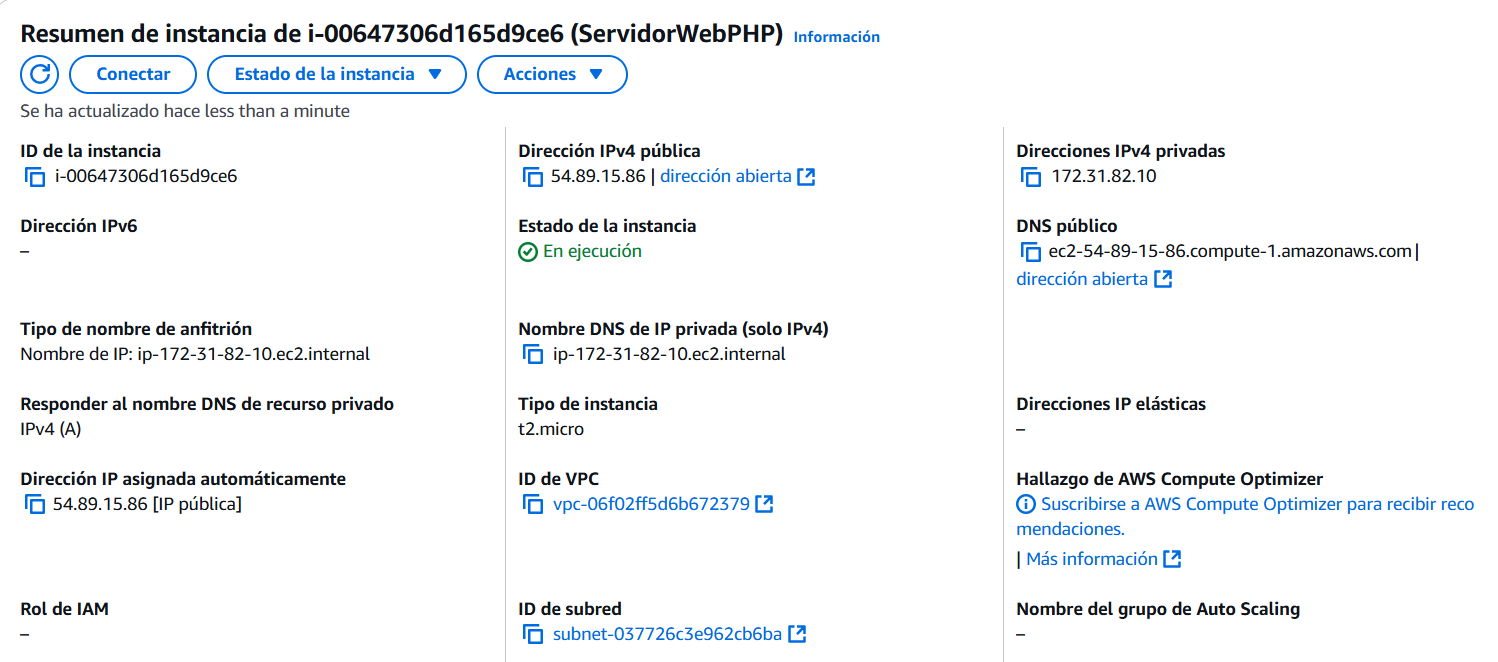 Resumen de instancia de i-00647306d165d9ce6 (ServidorWebPHP) Información
Conectar
Estado de la instancia
Acciones
Se ha actualizado hace less than a minute
ID de la instancia
i-00647306d165d9ce6
Dirección IPv4 pública
54.89.15.86 | dirección abierta
Direcciones IPv4 privadas
172.31.82.10
Dirección IPv6
–
Estado de la instancia
En ejecución
DNS público
ec2-54-89-15-86.compute-1.amazonaws.com |
dirección abierta
Tipo de nombre de anfitrión
Nombre de IP: ip-172-31-82-10.ec2.internal
Nombre DNS de IP privada (solo IPv4)
ip-172-31-82-10.ec2.internal
Responder al nombre DNS de recurso privado
IPv4 (A)
Tipo de instancia
t2.micro
Direcciones IP elásticas
–
Dirección IP asignada automáticamente
54.89.15.86 [IP pública]
ID de VPC
vpc-06f02ff5d6b672379
Hallazgo de AWS Compute Optimizer
Suscribirse a AWS Compute Optimizer para recibir reco
mendaciones.
| Más información
Rol de IAM
–
ID de subred
subnet-037726c3e962cb6ba
Nombre del grupo de Auto Scaling
–